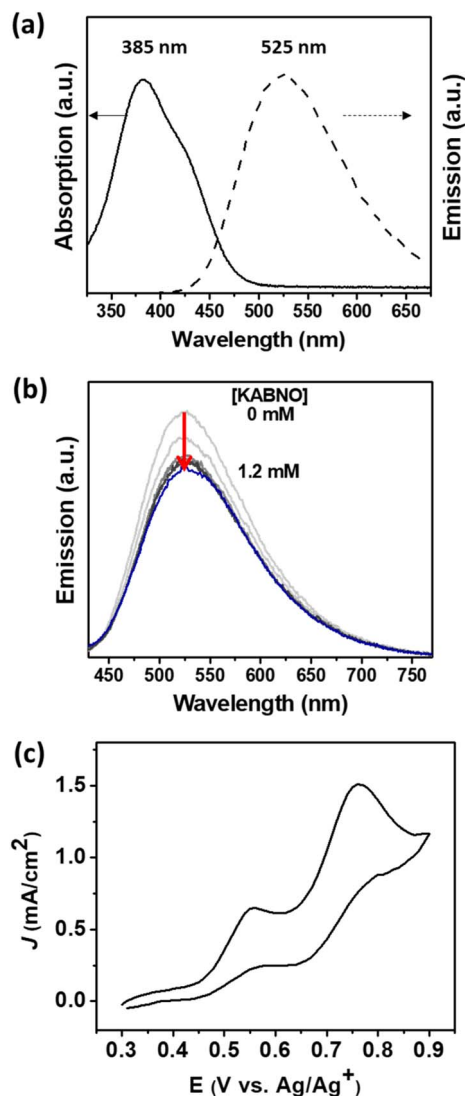 (a)
385 nm
525 nm
Absorption (a.u.)
Emission (a.u.)
350 400 450 500 550 600 650
Wavelength (nm)
(b)
[KABNO]
0 mM
1.2 mM
Emission (a.u.)
450 500 550 600 650 700 750
Wavelength (nm)
(c)
1.5
1.0
0.5
0.0
J (mA/cm²)
0.3 0.4 0.5 0.6 0.7 0.8 0.9
E (V vs. Ag/Ag⁺)